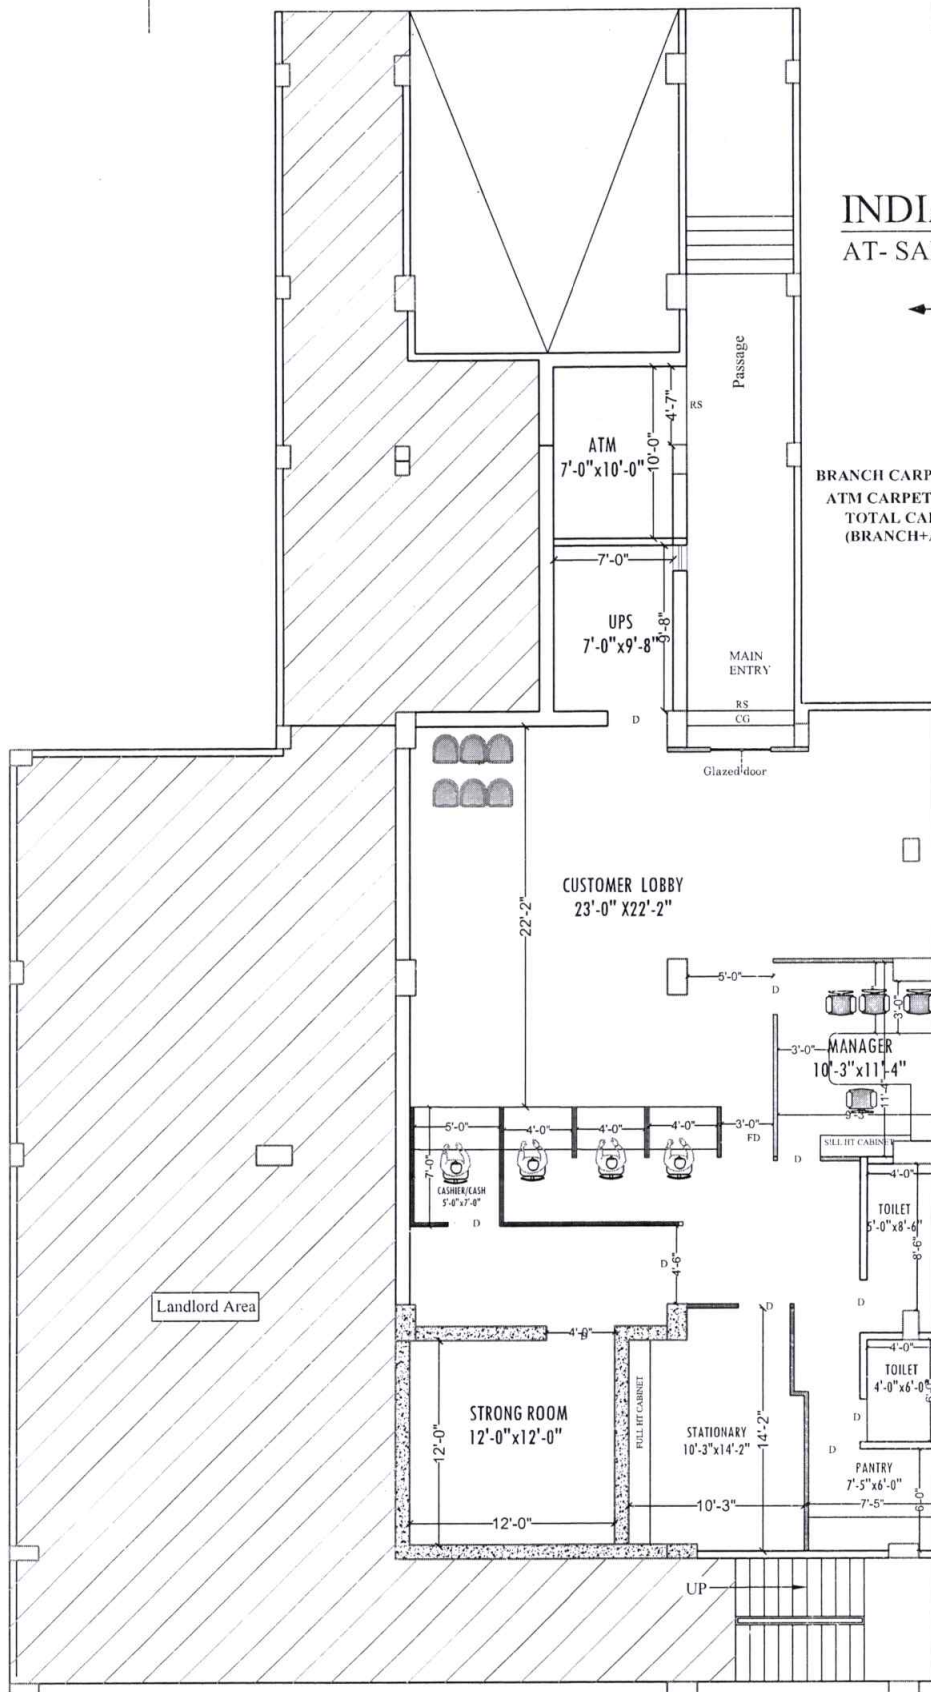 INDI
AT- SA
Passage
4'-7"
RS
ATM
7'-0"x10'-0"
10'-0"
BRANCH CARP
ATM CARPET
TOTAL CA
(BRANCH+
7'-0"
UPS
7'-0"x9'-8"
9'-8"
MAIN
ENTRY
RS
CG
D
Glazed door
CUSTOMER LOBBY
23'-0" X22'-2"
22'-2"
5'-0"
D
3'-0"
3'-0"
MANAGER
10'-3"x11'-4"
11'-4"
9'-3"
5'-0"
4'-0"
4'-0"
4'-0"
3'-0"
FD
SILL HT CABINET
D
7'-0"
CASHIER/CASH
5'-0"x7'-0"
D
4'-0"
TOILET
5'-0"x8'-6"
8'-6"
D
4'-6"
D
Landlord Area
4'-0"
D
D
4'-0"
TOILET
4'-0"x6'-0"
D
STRONG ROOM
12'-0"x12'-0"
12'-0"
FULL HT CABINET
STATIONARY
10'-3"x14'-2"
14'-2"
D
PANTRY
7'-5"x6'-0"
12'-0"
10'-3"
7'-5"
6'-0"
UP